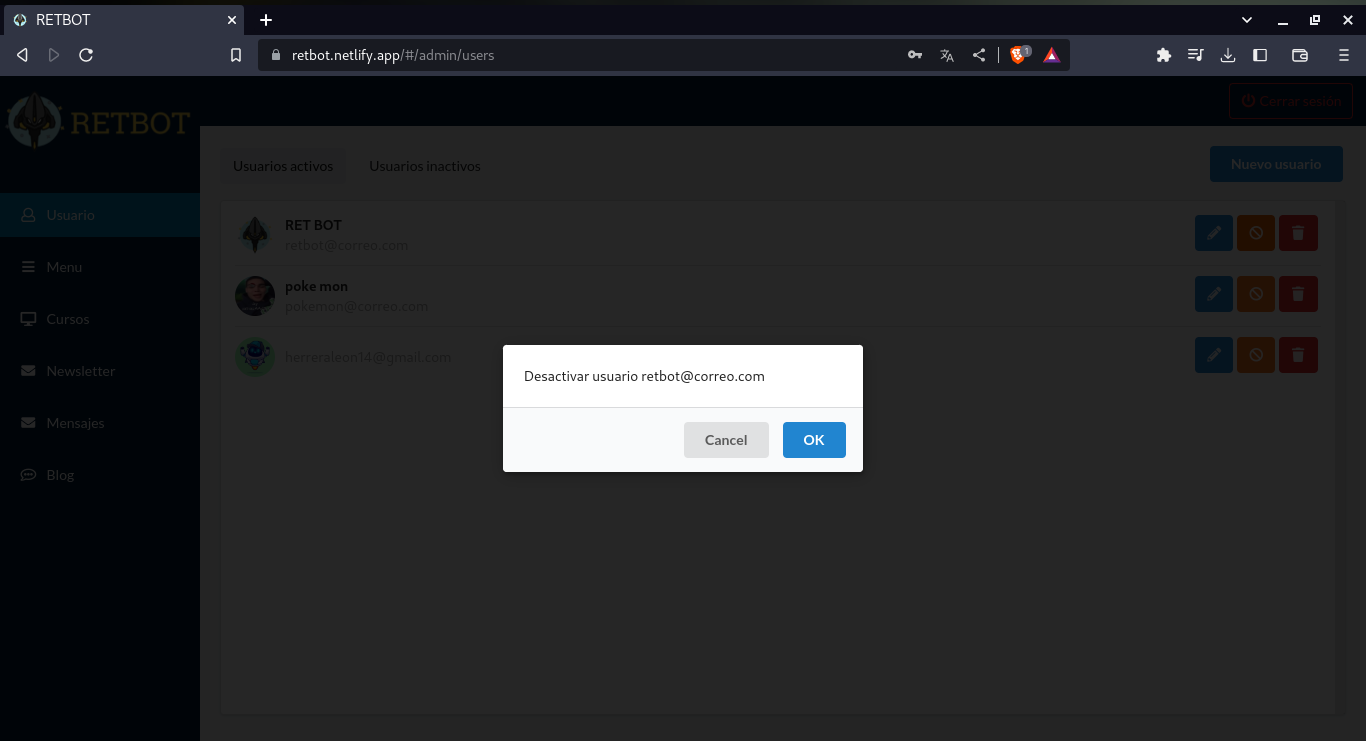 RETBOT
retbot.netlify.app/#/admin/users
1
RETBOT
Cerrar sesión
Usuario
Menu
Cursos
Newsletter
Mensajes
Blog
Usuarios activos
Usuarios inactivos
Nuevo usuario
RET BOT
retbot@correo.com
poke mon
pokemon@correo.com
herreraleon14@gmail.com
Desactivar usuario retbot@correo.com
Cancel
OK